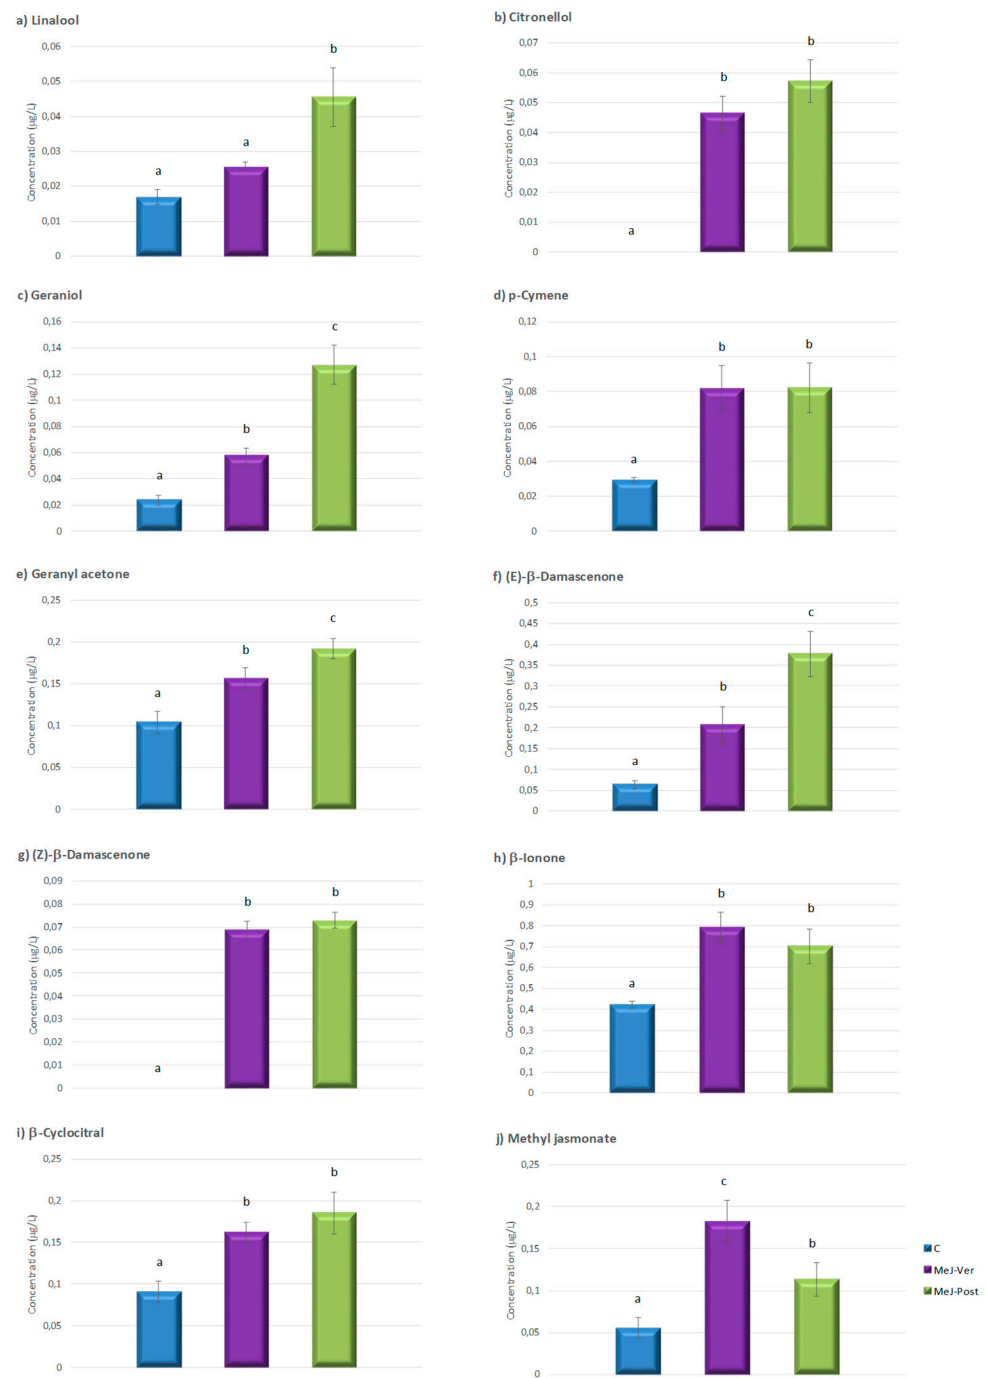 a) Linalool
Concentration (µg/L)
0,06
0,05
0,04
0,03
0,02
0,01
0
a
a
b
b) Citronellol
Concentration (µg/L)
0,07
0,06
0,05
0,04
0,03
0,02
0,01
0
a
b
b
c) Geraniol
Concentration (µg/L)
0,16
0,14
0,12
0,1
0,08
0,06
0,04
0,02
0
a
b
c
d) p-Cymene
Concentration (µg/L)
0,12
0,1
0,08
0,06
0,04
0,02
0
a
b
b
e) Geranyl acetone
Concentration (µg/L)
0,25
0,2
0,15
0,1
0,05
0
a
b
c
f) (E)-β-Damascenone
Concentration (µg/L)
0,5
0,45
0,4
0,35
0,3
0,25
0,2
0,15
0,1
0,05
0
a
b
c
g) (Z)-β-Damascenone
Concentration (µg/L)
0,09
0,08
0,07
0,06
0,05
0,04
0,03
0,02
0,01
0
a
b
b
h) β-Ionone
Concentration (µg/L)
1
0,9
0,8
0,7
0,6
0,5
0,4
0,3
0,2
0,1
0
a
b
b
i) β-Cyclocitral
Concentration (µg/L)
0,25
0,2
0,15
0,1
0,05
0
a
b
b
j) Methyl jasmonate
Concentration (µg/L)
0,25
0,2
0,15
0,1
0,05
0
a
c
b
C
MeJ-Ver
MeJ-Post